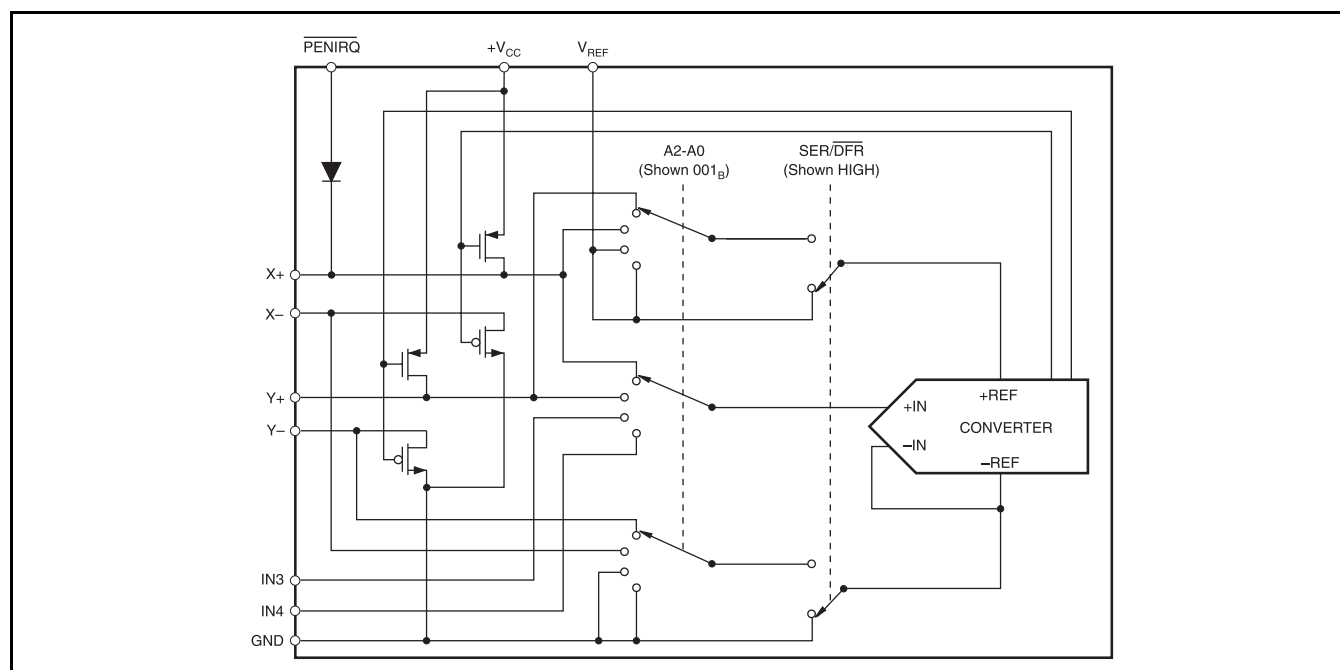 PENIRQ
+VCC
VREF
A2-A0
(Shown 001B)
SER/DFR
(Shown HIGH)
X+
X–
Y+
Y–
+IN
+REF
CONVERTER
–IN
–REF
IN3
IN4
GND